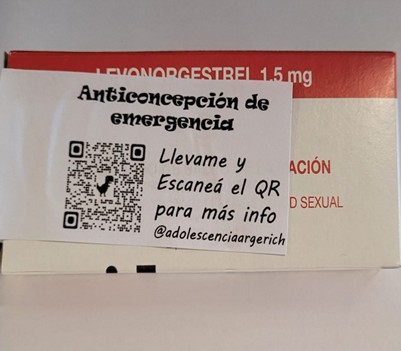 LEVONORGESTREL 1,5 mg
Anticoncepción de
emergencia
Llevame y
Escaneá el QR
para más info
@adolescenciaargerich
ACIÓN
D SEXUAL